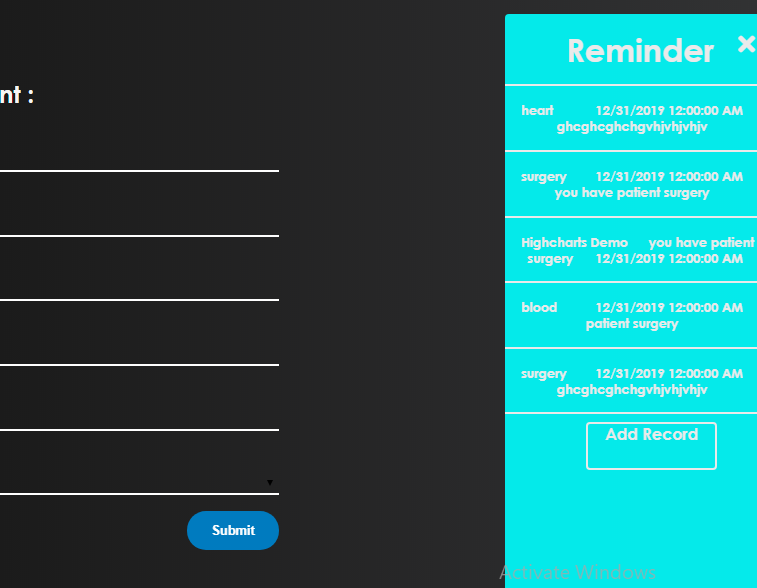 nt :
Submit
Reminder ×
heart 12/31/2019 12:00:00 AM
ghcghcghchgvhjvhjvhjv
surgery 12/31/2019 12:00:00 AM
you have patient surgery
Highcharts Demo you have patient
surgery 12/31/2019 12:00:00 AM
blood 12/31/2019 12:00:00 AM
patient surgery
surgery 12/31/2019 12:00:00 AM
ghcghcghchgvhjvhjvhjv
Add Record
Activate Windows